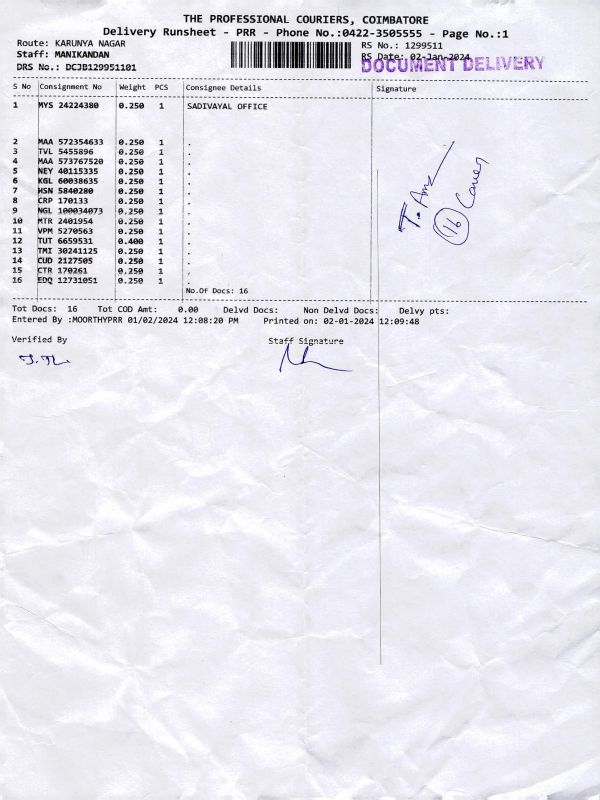 THE PROFESSIONAL COURIERS, COIMBATORE
Delivery Runsheet - PRR - Phone No.:0422-3505555 - Page No.:1
Route: KARUNYA NAGAR
RS No.: 1299511
Staff: MANIKANDAN
RS Date: 02-Jan-2024
DRS No.: DCJB129951101
DOCUMENT DELIVERY
S No Consignment No Weight PCS Consignee Details Signature
1 MYS 24224380 0.250 1 SADIVAYAL OFFICE
2 MAA 572354633 0.250 1 .
3 TVL 5455896 0.250 1 .
4 MAA 573767520 0.250 1 .
5 NEY 40115335 0.250 1 .
6 KGL 60038635 0.250 1 .
7 HSN 5840280 0.250 1 .
8 CRP 170133 0.250 1 .
9 NGL 100034073 0.250 1 .
10 MTR 2401954 0.250 1 .
11 VPM 5270563 0.250 1 .
12 TUT 6659531 0.400 1 .
13 TMI 30241125 0.250 1 .
14 CUD 2127505 0.250 1 .
15 CTR 170261 0.250 1 .
16 EDQ 12731051 0.250 1 .
No.Of Docs: 16
To
16
Tot Docs: 16 Tot COD Amt: 0.00 Delvd Docs: Non Delvd Docs: Delvy pts:
Entered By :MOORTHYPRR 01/02/2024 12:08:20 PM Printed on: 02-01-2024 12:09:48
Verified By Staff Signature